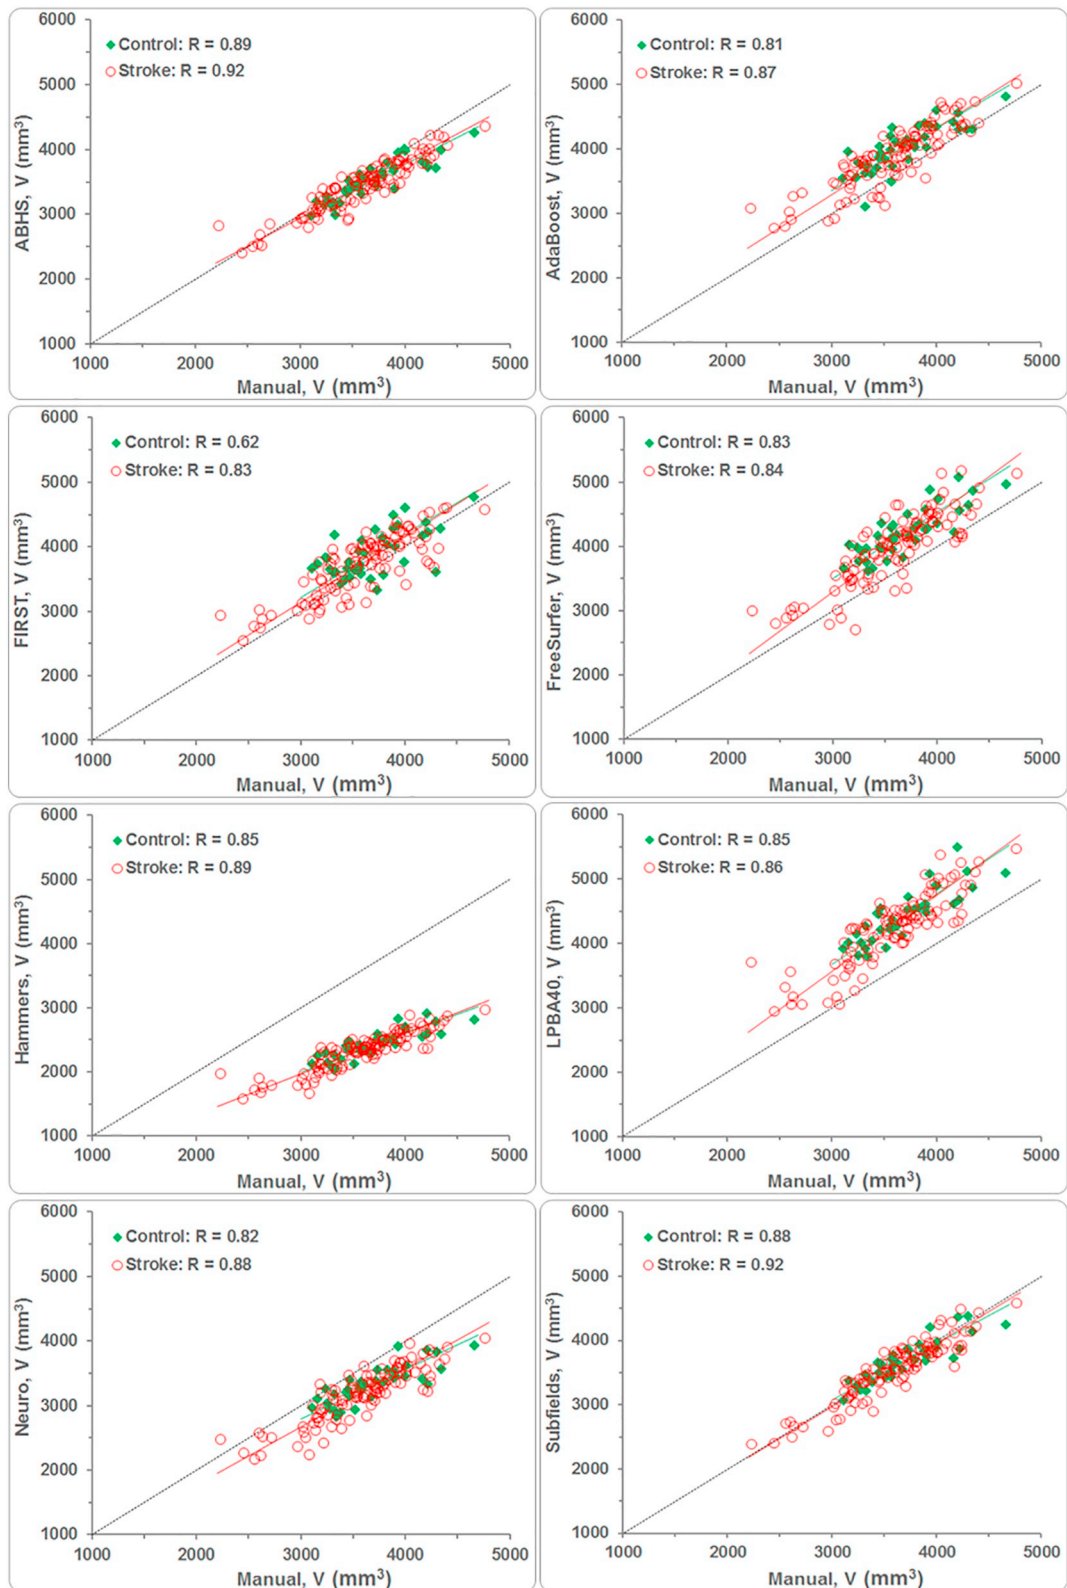 6000
Control: R = 0.89
Stroke: R = 0.92
5000
4000
3000
2000
1000
ABHS, V (mm³)
1000 2000 3000 4000 5000
Manual, V (mm³)
6000
Control: R = 0.81
Stroke: R = 0.87
5000
4000
3000
2000
1000
AdaBoost, V (mm³)
1000 2000 3000 4000 5000
Manual, V (mm³)
6000
Control: R = 0.62
Stroke: R = 0.83
5000
4000
3000
2000
1000
FIRST, V (mm³)
1000 2000 3000 4000 5000
Manual, V (mm³)
6000
Control: R = 0.83
Stroke: R = 0.84
5000
4000
3000
2000
1000
FreeSurfer, V (mm³)
1000 2000 3000 4000 5000
Manual, V (mm³)
6000
Control: R = 0.85
Stroke: R = 0.89
5000
4000
3000
2000
1000
Hammers, V (mm³)
1000 2000 3000 4000 5000
Manual, V (mm³)
6000
Control: R = 0.85
Stroke: R = 0.86
5000
4000
3000
2000
1000
LPBA40, V (mm³)
1000 2000 3000 4000 5000
Manual, V (mm³)
6000
Control: R = 0.82
Stroke: R = 0.88
5000
4000
3000
2000
1000
Neuro, V (mm³)
1000 2000 3000 4000 5000
Manual, V (mm³)
6000
Control: R = 0.88
Stroke: R = 0.92
5000
4000
3000
2000
1000
Subfields, V (mm³)
1000 2000 3000 4000 5000
Manual, V (mm³)